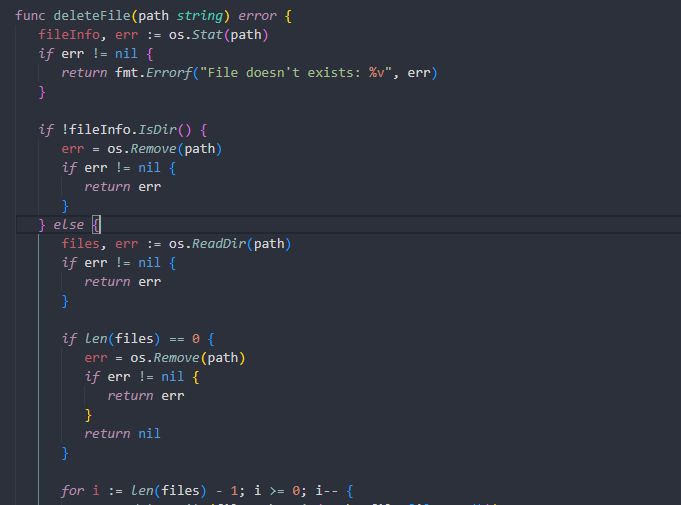 func deleteFile(path string) error {
fileInfo, err := os.Stat(path)
if err != nil {
return fmt.Errorf("File doesn't exists: %v", err)
}
if !fileInfo.IsDir() {
err = os.Remove(path)
if err != nil {
return err
}
} else {
files, err := os.ReadDir(path)
if err != nil {
return err
}
if len(files) == 0 {
err = os.Remove(path)
if err != nil {
return err
}
return nil
}
for i := len(files) - 1; i >= 0; i-- {